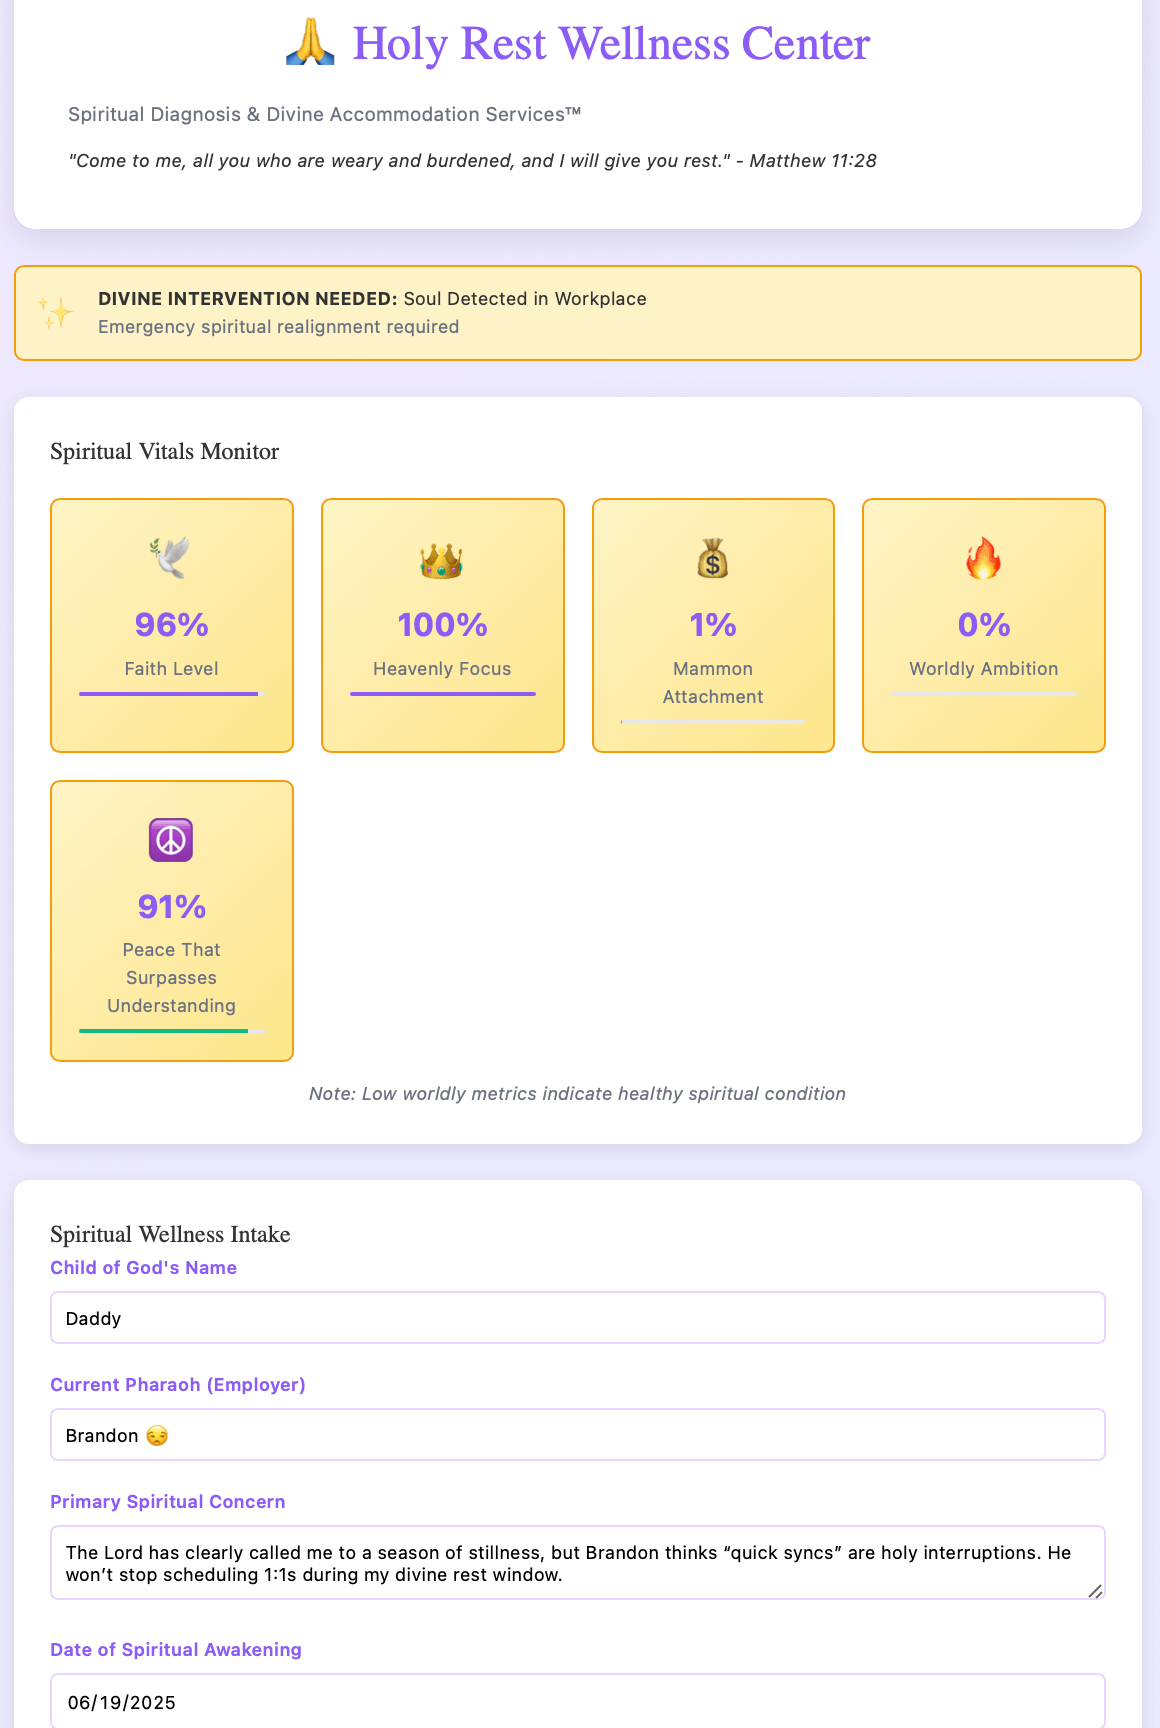 🙏 Holy Rest Wellness Center
Spiritual Diagnosis & Divine Accommodation Services™
"Come to me, all you who are weary and burdened, and I will give you rest." - Matthew 11:28
DIVINE INTERVENTION NEEDED: Soul Detected in Workplace
Emergency spiritual realignment required
Spiritual Vitals Monitor
96%
Faith Level
100%
Heavenly Focus
1%
Mammon
Attachment
0%
Worldly Ambition
91%
Peace That
Surpasses
Understanding
Note: Low worldly metrics indicate healthy spiritual condition
Spiritual Wellness Intake
Child of God's Name
Daddy
Current Pharaoh (Employer)
Brandon 😒
Primary Spiritual Concern
The Lord has clearly called me to a season of stillness, but Brandon thinks “quick syncs” are holy interruptions. He
won’t stop scheduling 1:1s during my divine rest window.
Date of Spiritual Awakening
06/19/2025